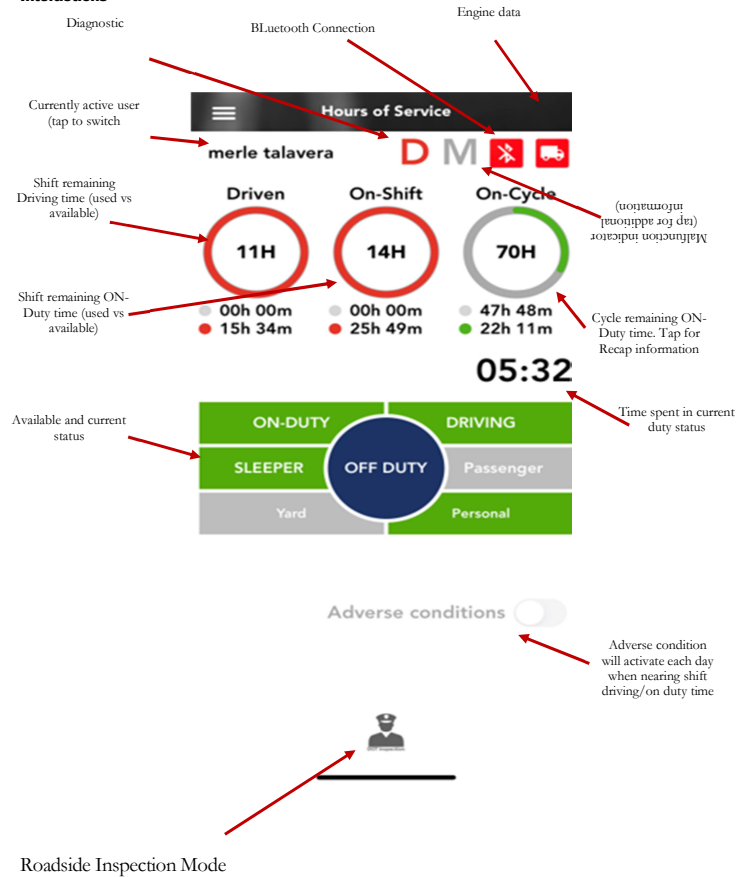 Diagnostic
BLuetooth Connection
Engine data
Currently active user
(tap to switch
Hours of Service
merle talavera
D M
Shift remaining
Driving time (used vs
available)
Driven
On-Shift
On-Cycle
11H
14H
70H
Malfunction indicator
(tap for additional
information)
Shift remaining ON-
Duty time (used vs
available)
00h 00m
15h 34m
00h 00m
25h 49m
47h 48m
22h 11m
Cycle remaining ON-
Duty time. Tap for
Recap information
05:32
Time spent in current
duty status
Available and current
status
ON-DUTY
DRIVING
SLEEPER
OFF DUTY
Passenger
Yard
Personal
Adverse conditions
Adverse condition
will activate each day
when nearing shift
driving/on duty time
Roadside Inspection Mode